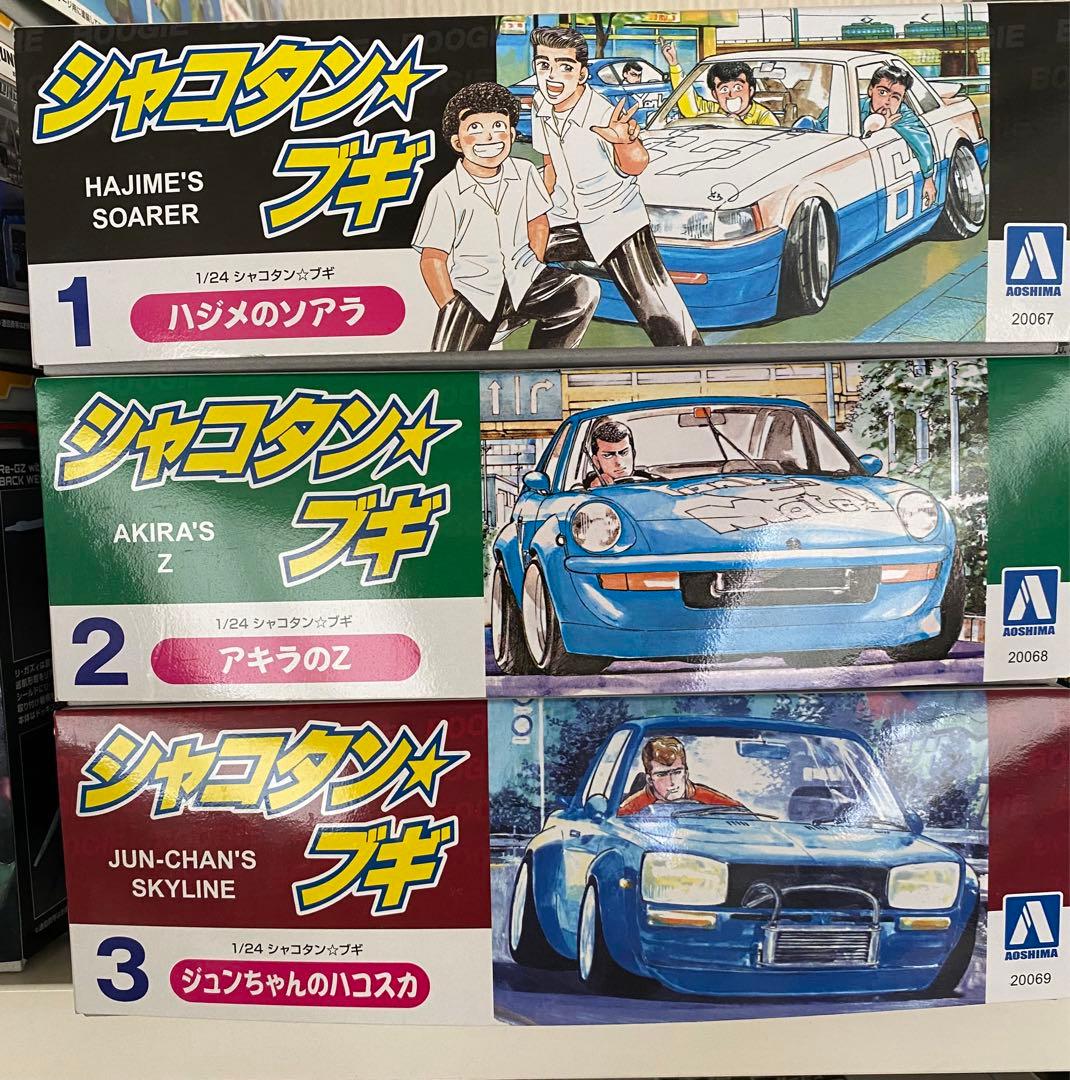 シャコタン☆
ブギ
HAJIME'S
SOARER
1
1/24 シャコタン☆ブギ
ハジメのソアラ
AOSHIMA
20067
シャコタン☆
ブギ
AKIRA'S
Z
2
1/24 シャコタン☆ブギ
アキラのZ
AOSHIMA
20068
シャコタン☆
ブギ
JUN-CHAN'S
SKYLINE
3
1/24 シャコタン☆ブギ
ジュンちゃんのハコスカ
AOSHIMA
20069